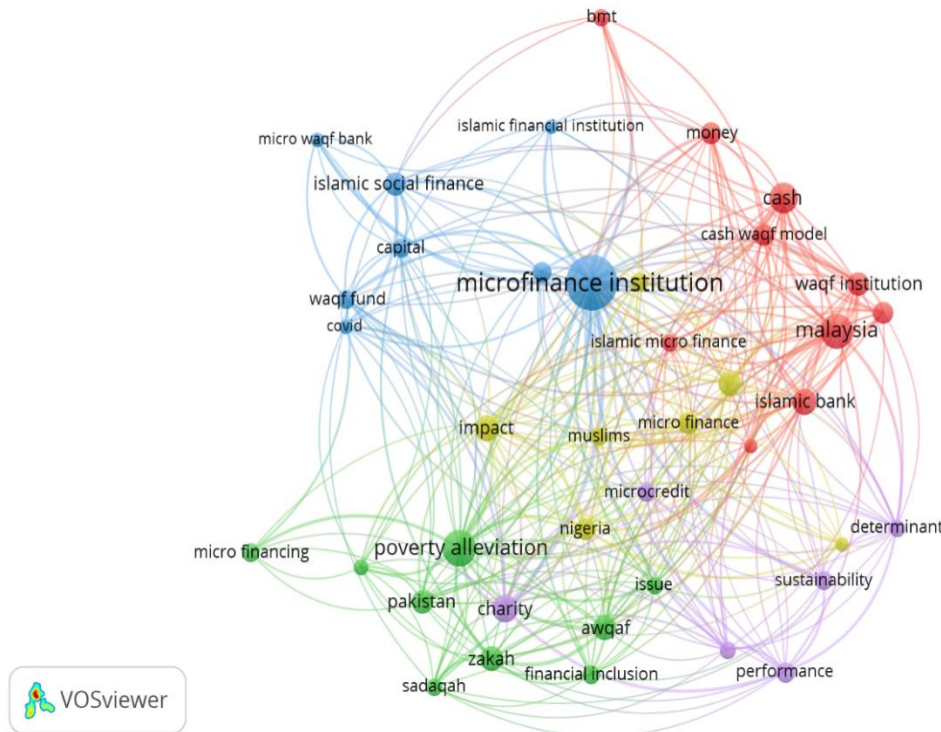 bmt
islamic financial institution
money
micro waqf bank
islamic social finance
cash
cash waqf model
capital
microfinance institution
waqf institution
waqf fund
covid
malaysia
islamic micro finance
islamic bank
impact
micro finance
muslims
microcredit
nigeria
determinant
poverty alleviation
micro financing
sustainability
issue
pakistan
charity
awqaf
zakah
financial inclusion
performance
sadaqah
VOSviewer